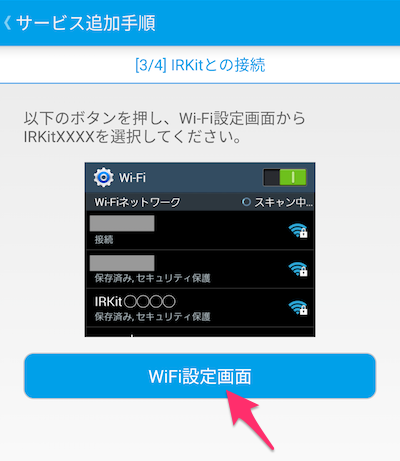 サービス追加手順
[3/4] IRKitとの接続
以下のボタンを押し、Wi-Fi設定画面から
IRKitXXXXを選択してください。
Wi-Fi
Wi-Fiネットワーク スキャン中...
接続
保存済み, セキュリティ保護
IRKit〇〇〇〇
保存済み, セキュリティ保護
WiFi設定画面